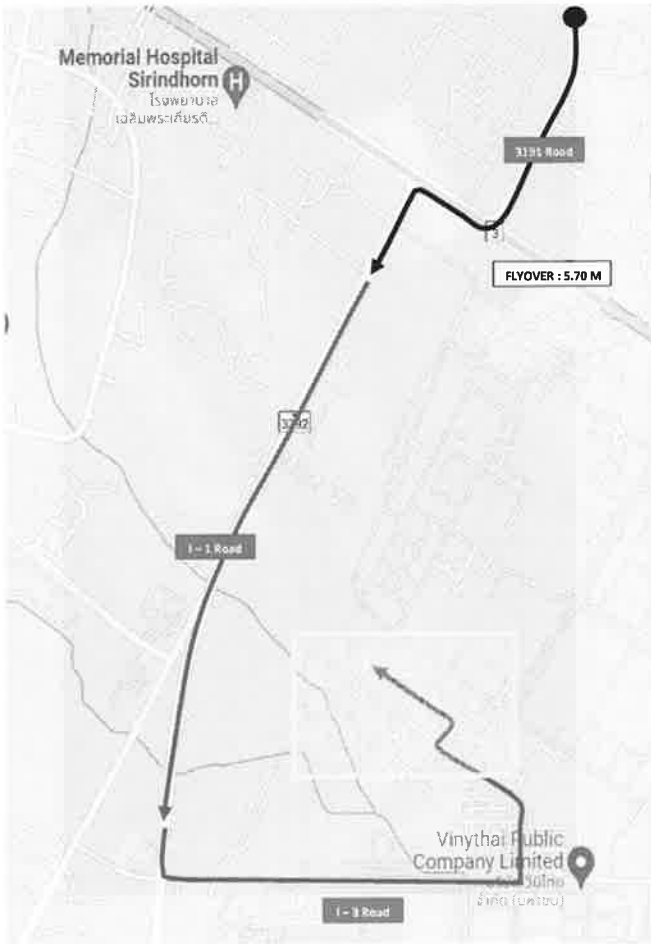 Memorial Hospital
Sirindhorn
H
โรงพยาบาล
เฉลิมพระเกียรติ...
3191 Road
3
FLYOVER : 5.70 M
I – 1 Road
Vinythai Public
Company Limited
I – 3 Road